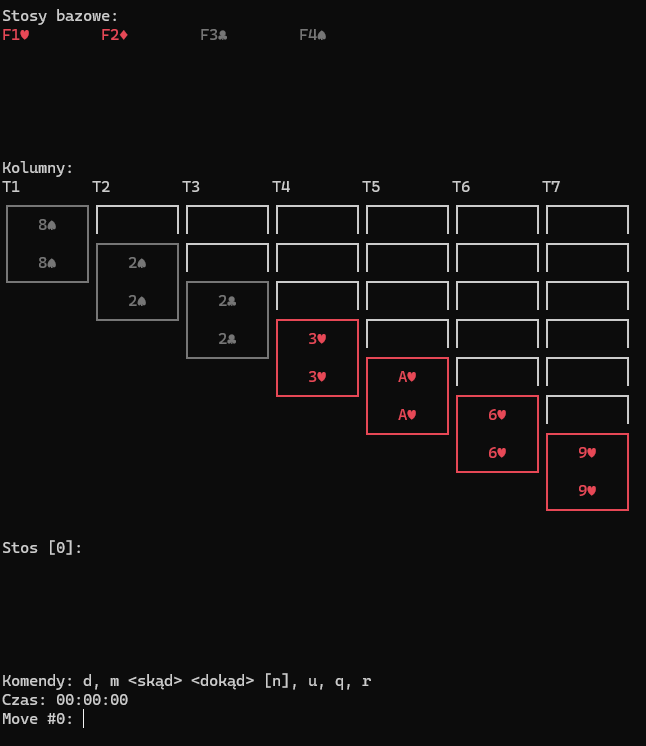 Stosy bazowe:
F1♥ F2♦ F3♣ F4♠
Kolumny:
T1 T2 T3 T4 T5 T6 T7
8♠
8♠ 2♠
2♠ 2♣
2♣ 3♥
3♥ A♥
A♥ 6♥
6♥ 9♥
9♥
Stos [0]:
Komendy: d, m <skąd> <dokąd> [n], u, q, r
Czas: 00:00:00
Move #0: